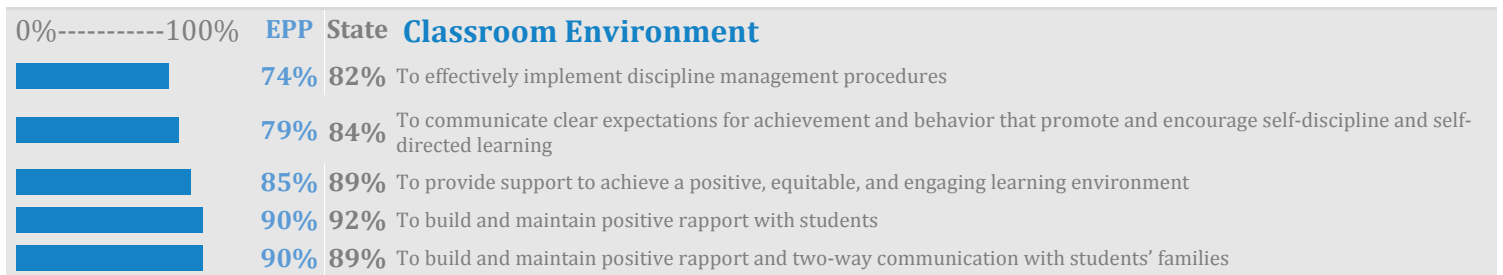 0%-----------100% EPP State Classroom Environment
74% 82% To effectively implement discipline management procedures
79% 84% To communicate clear expectations for achievement and behavior that promote and encourage self-discipline and self-
directed learning
85% 89% To provide support to achieve a positive, equitable, and engaging learning environment
90% 92% To build and maintain positive rapport with students
90% 89% To build and maintain positive rapport and two-way communication with students’ families